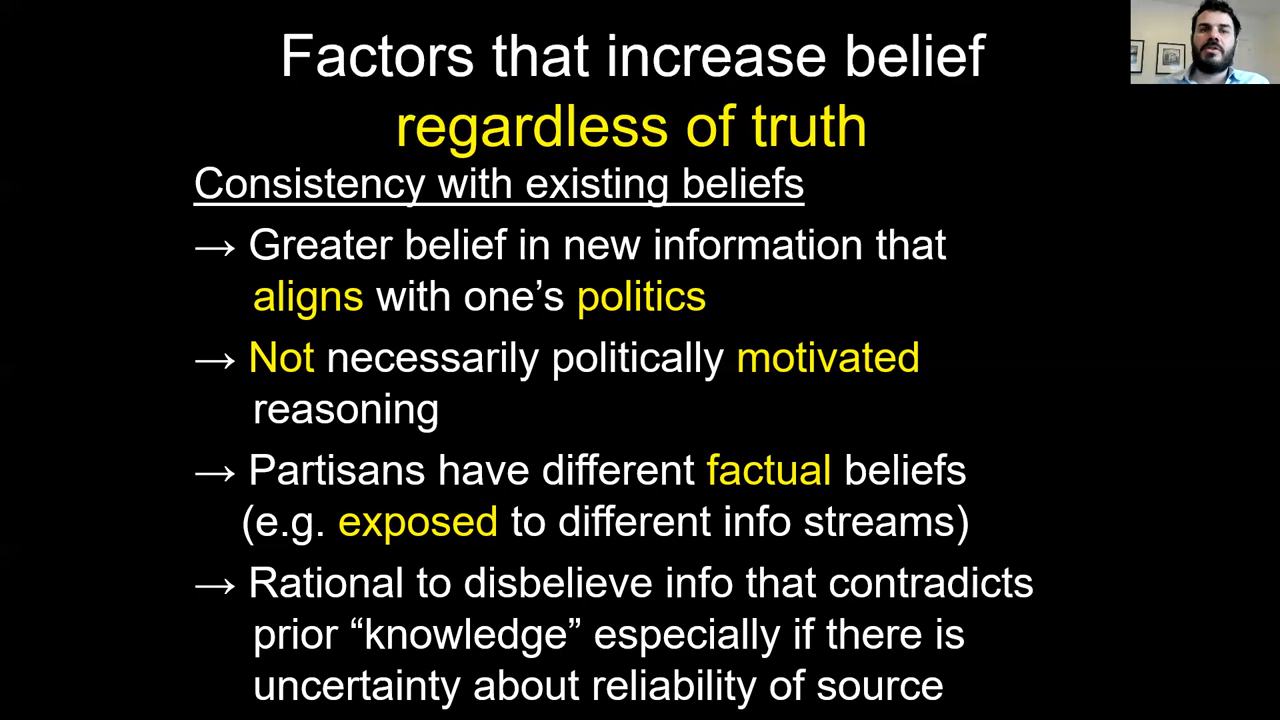 Factors that increase belief
regardless of truth
Consistency with existing beliefs
→ Greater belief in new information that
aligns with one’s politics
→ Not necessarily politically motivated
reasoning
→ Partisans have different factual beliefs
(e.g. exposed to different info streams)
→ Rational to disbelieve info that contradicts
prior “knowledge” especially if there is
uncertainty about reliability of source